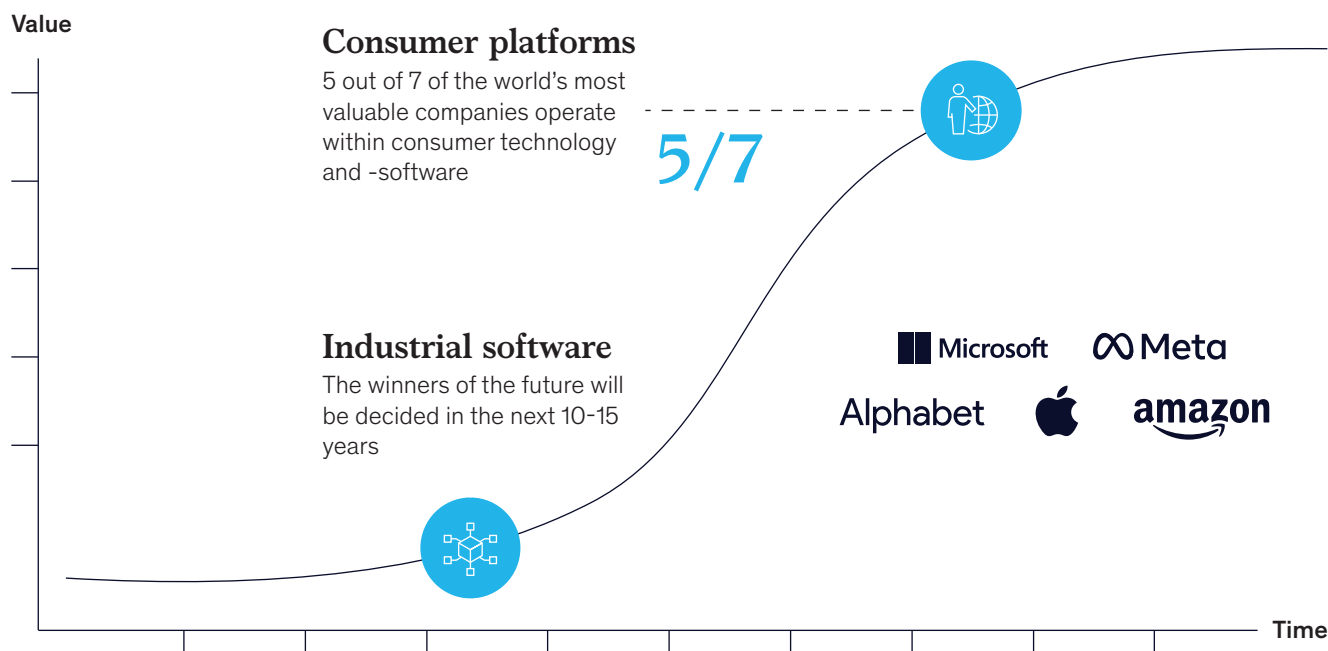 Value
Consumer platforms
5 out of 7 of the world's most
valuable companies operate
within consumer technology
and -software
5/7
Industrial software
The winners of the future will
be decided in the next 10-15
years
Microsoft
Meta
Alphabet
amazon
Time